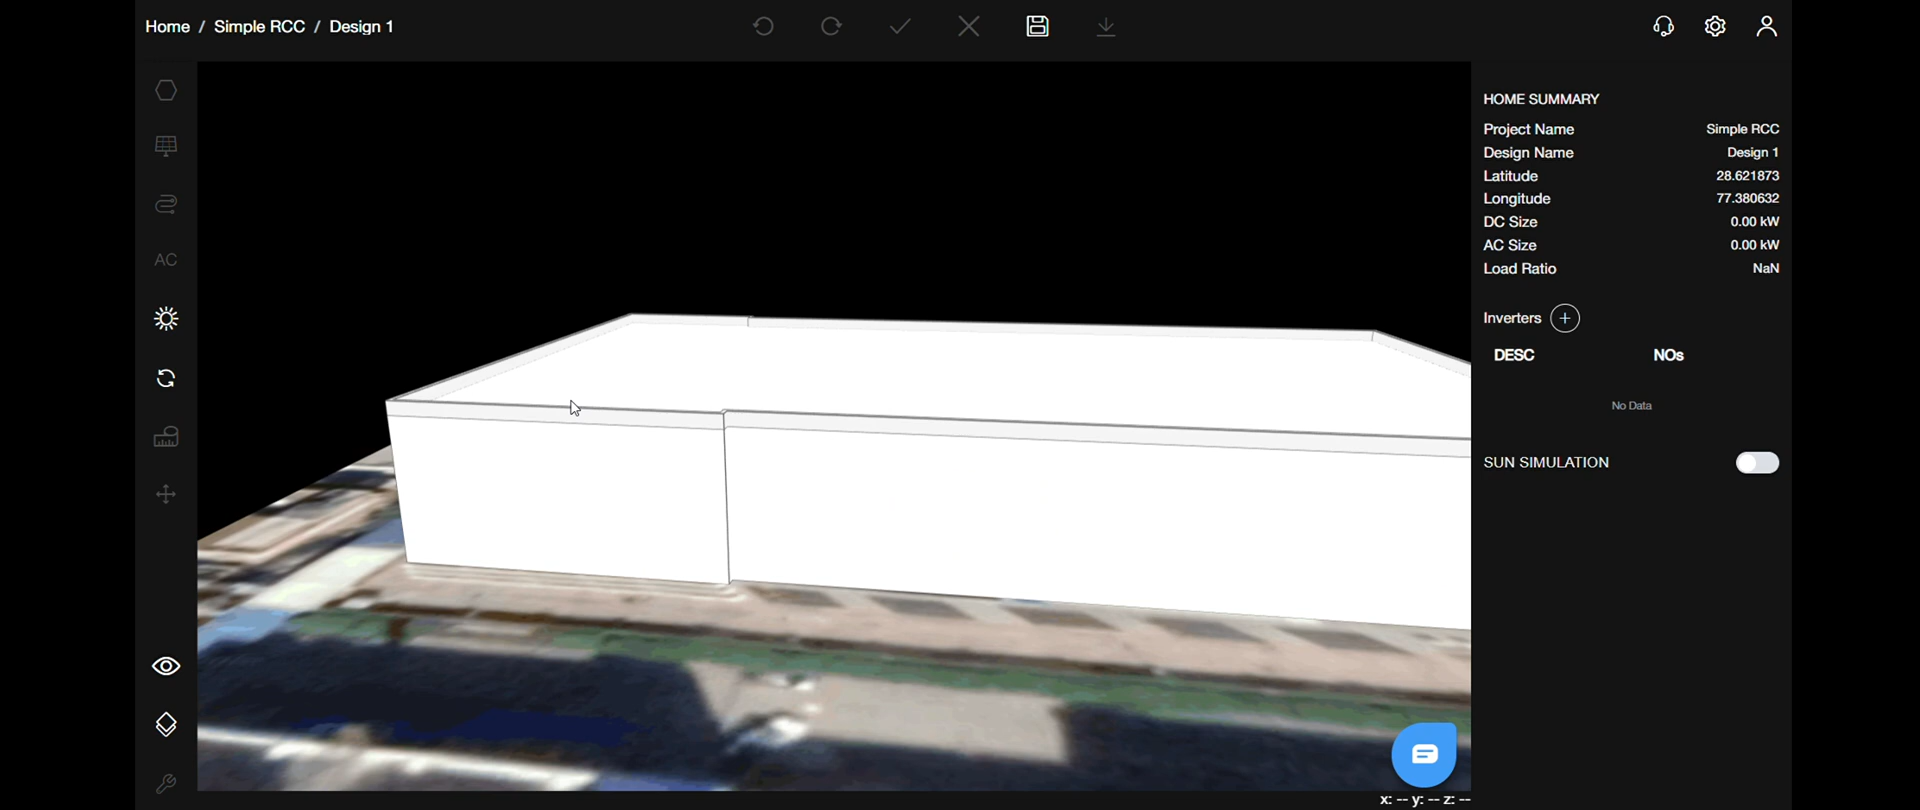 Home / Simple RCC / Design 1
AC
HOME SUMMARY
Project Name Simple RCC
Design Name Design 1
Latitude 28.621873
Longitude 77.380632
DC Size 0.00 kW
AC Size 0.00 kW
Load Ratio NaN
Inverters
DESC NOs
No Data
SUN SIMULATION
x: -- y: -- z: --